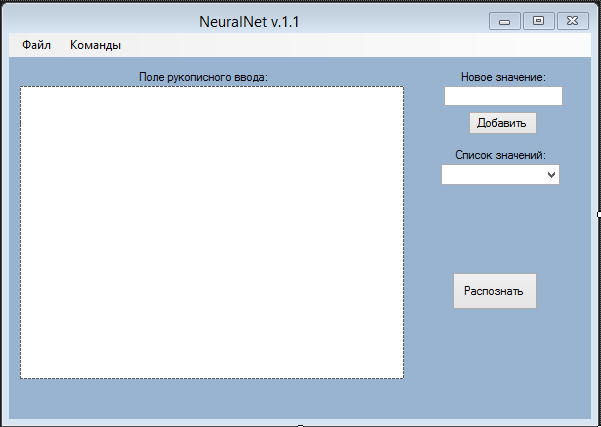 NeuralNet v.1.1
Файл Команды
Поле рукописного ввода:
Новое значение:
Добавить
Список значений:
Распознать